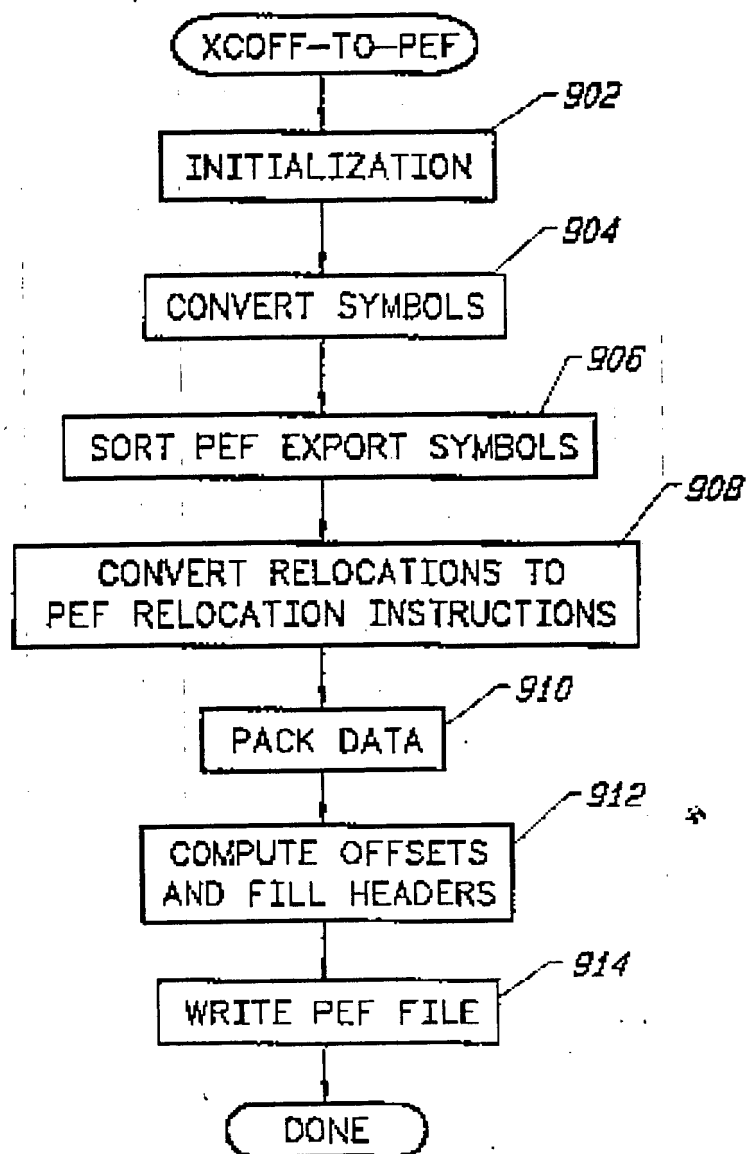 XCOFF-TO-PEF
902
INITIALIZATION
904
CONVERT SYMBOLS
906
SORT PEF EXPORT SYMBOLS
908
CONVERT RELOCATIONS TO
PEF RELOCATION INSTRUCTIONS
910
PACK DATA
912
COMPUTE OFFSETS
AND FILL HEADERS
914
WRITE PEF FILE
DONE